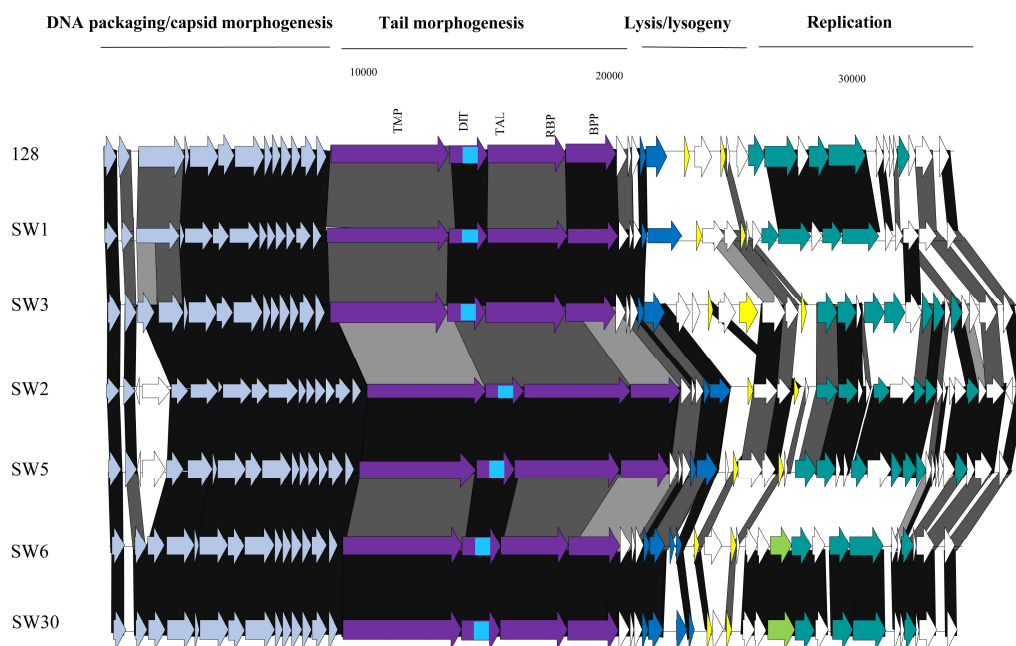 DNA packaging/capsid morphogenesis Tail morphogenesis Lysis/lysogeny Replication
10000 20000 30000
TMP DIT TAL RBP BPP
128
SW1
SW3
SW2
SW5
SW6
SW30